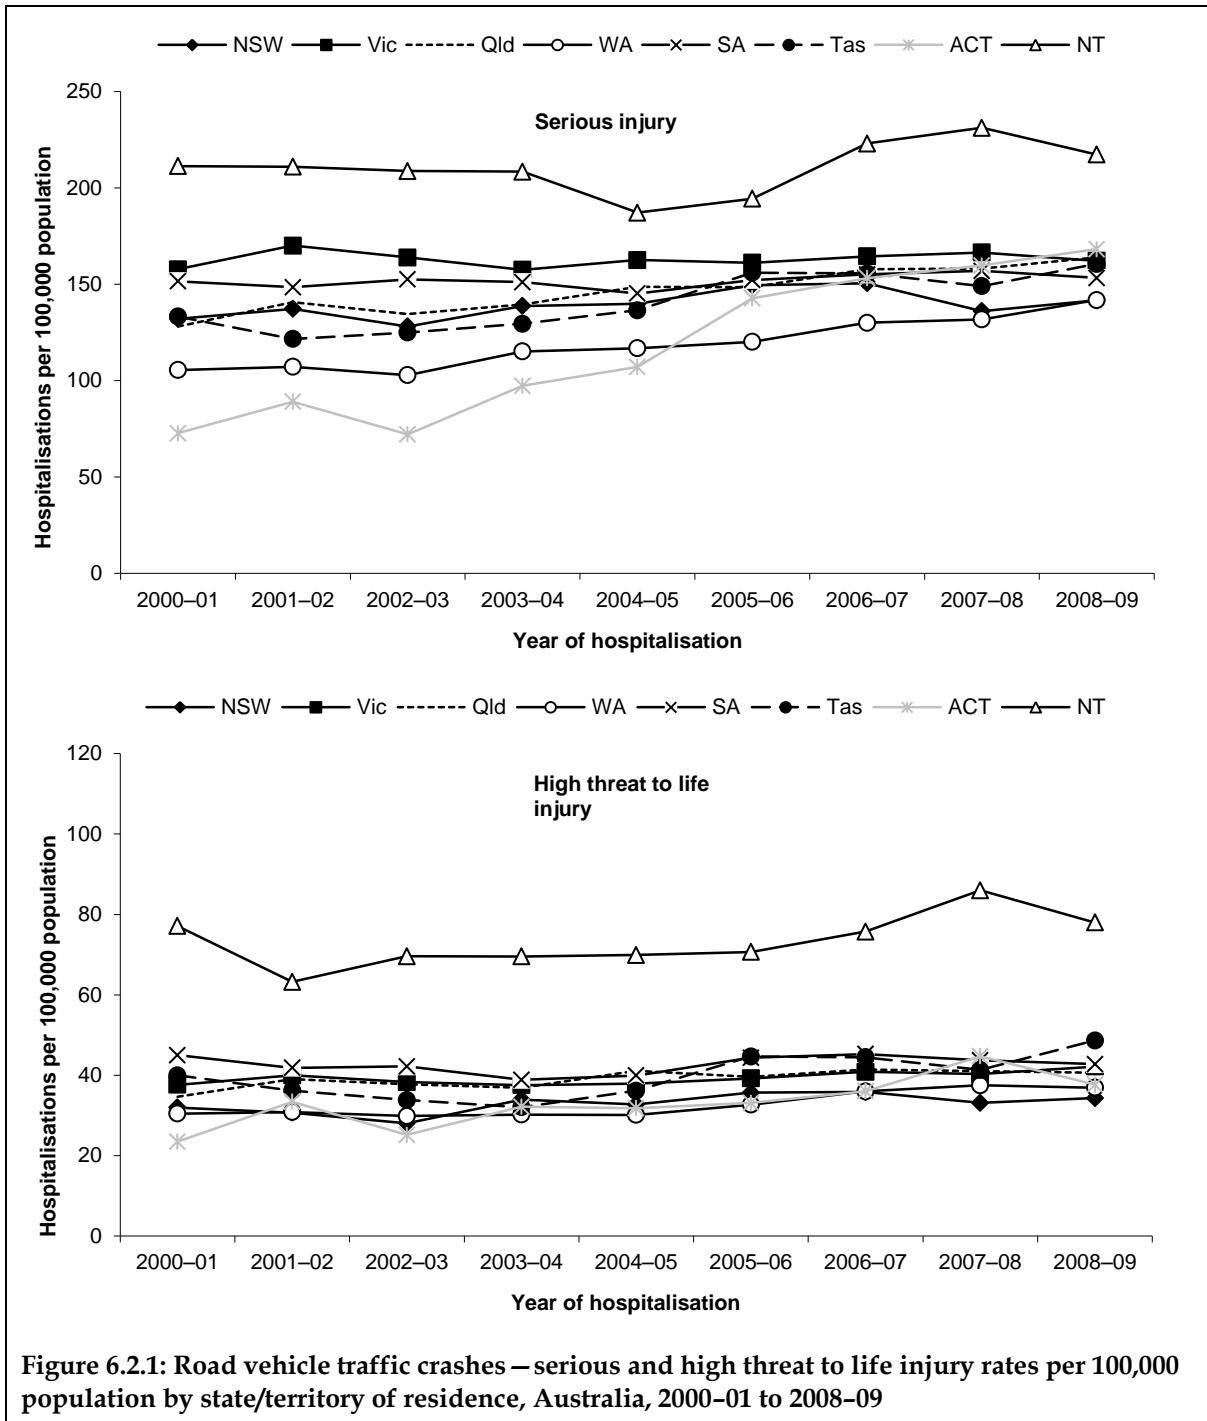 NSW Vic Qld WA SA Tas ACT NT
250
Serious injury
200
150
100
50
0
Hospitalisations per 100,000 population
2000–01 2001–02 2002–03 2003–04 2004–05 2005–06 2006–07 2007–08 2008–09
Year of hospitalisation
NSW Vic Qld WA SA Tas ACT NT
120
High threat to life
injury
100
80
60
40
20
0
Hospitalisations per 100,000 population
2000–01 2001–02 2002–03 2003–04 2004–05 2005–06 2006–07 2007–08 2008–09
Year of hospitalisation
Figure 6.2.1: Road vehicle traffic crashes — serious and high threat to life injury rates per 100,000
population by state/territory of residence, Australia, 2000–01 to 2008–09